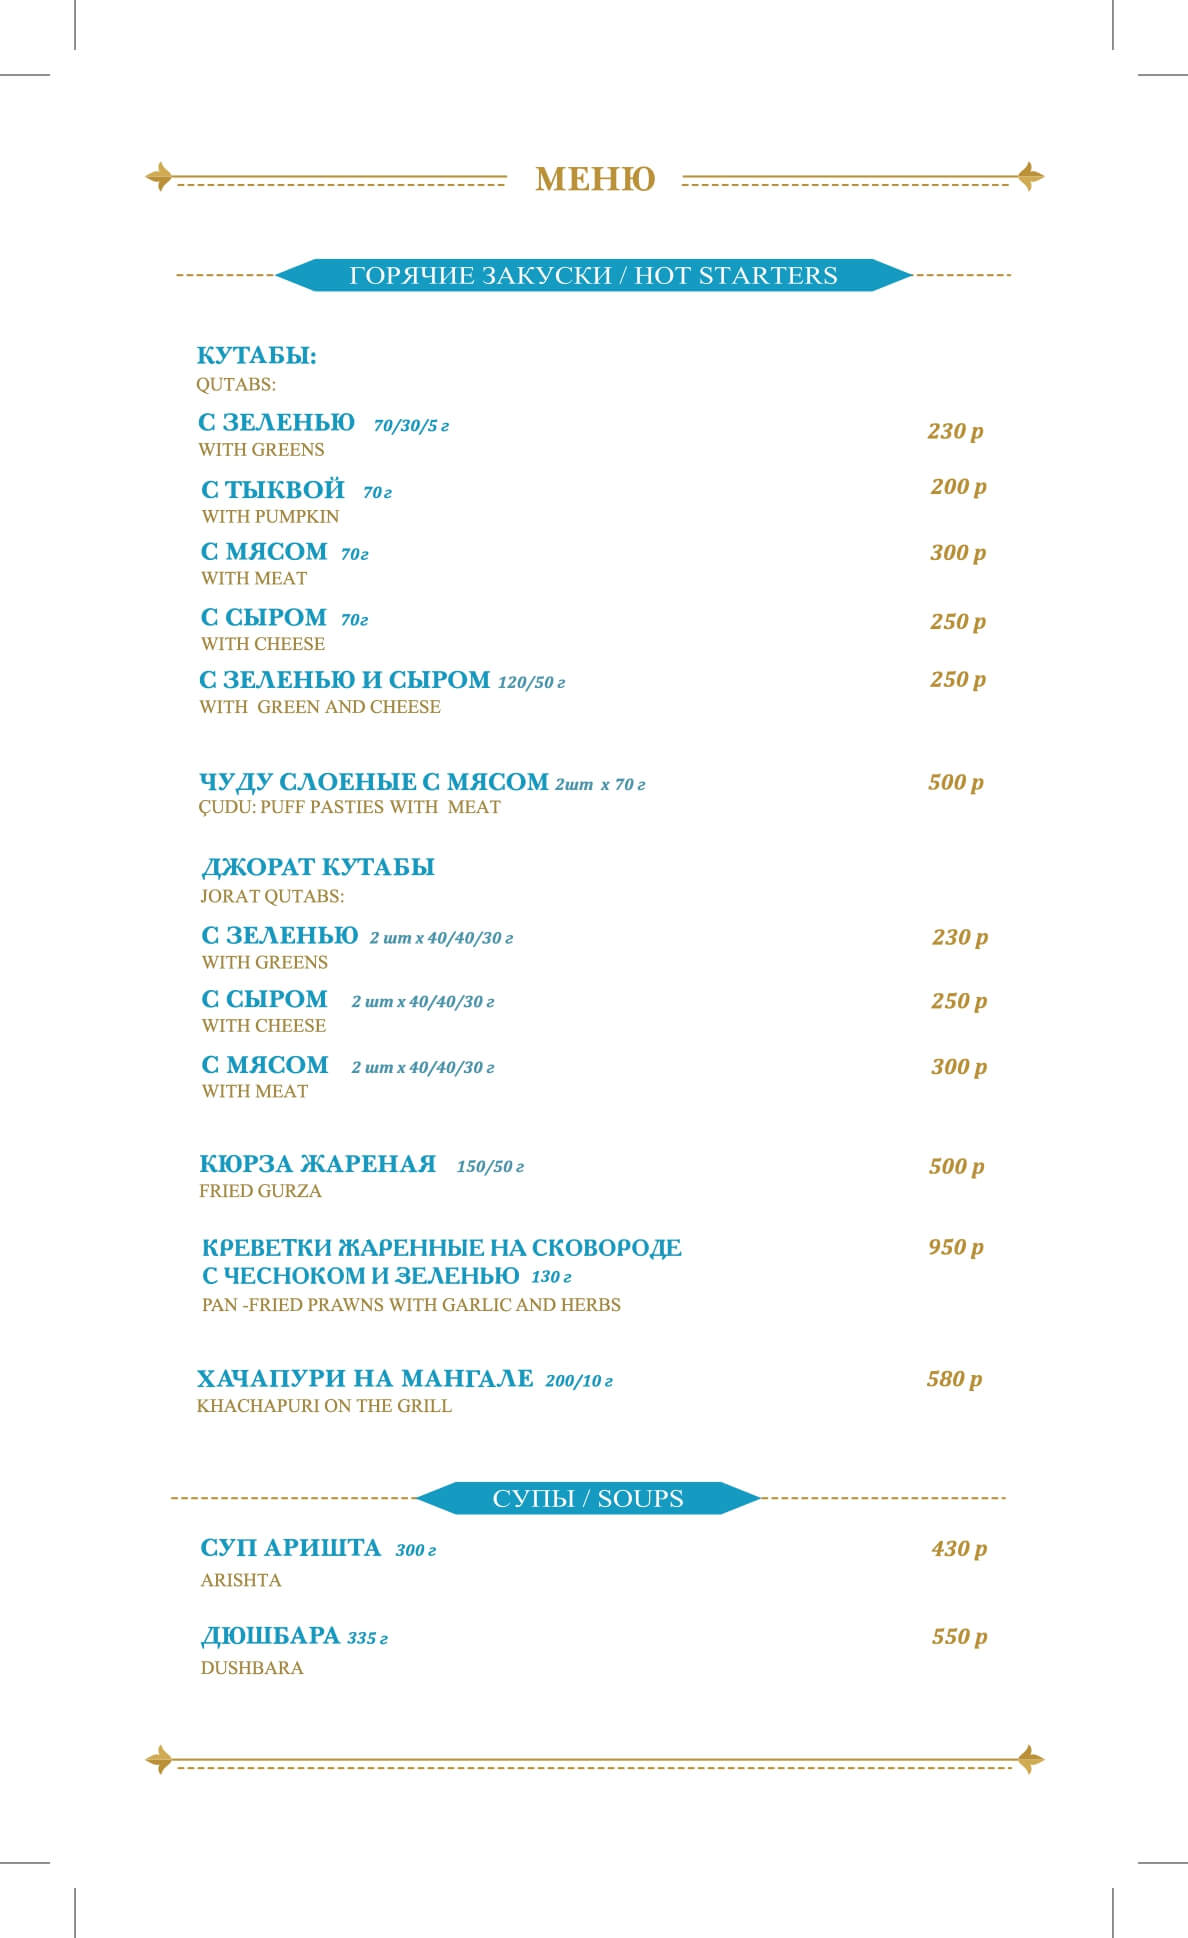 МЕНЮ
ГОРЯЧИЕ ЗАКУСКИ / HOT STARTERS
КУТАБЫ:
QUTABS:
С ЗЕЛЕНЬЮ 70/30/5 г 230 р
WITH GREENS
С ТЫКВОЙ 70 г 200 р
WITH PUMPKIN
С МЯСОМ 70г 300 р
WITH MEAT
С СЫРОМ 70г 250 р
WITH CHEESE
С ЗЕЛЕНЬЮ И СЫРОМ 120/50 г 250 р
WITH GREEN AND CHEESE
ЧУДУ СЛОЕНЫЕ С МЯСОМ 2шт х 70 г 500 р
ÇUDU: PUFF PASTIES WITH MEAT
ДЖОРАТ КУТАБЫ
JORAT QUTABS:
С ЗЕЛЕНЬЮ 2 шт х 40/40/30 г 230 р
WITH GREENS
С СЫРОМ 2 шт х 40/40/30 г 250 р
WITH CHEESE
С МЯСОМ 2 шт х 40/40/30 г 300 р
WITH MEAT
КЮРЗА ЖАРЕНАЯ 150/50 г 500 р
FRIED GURZA
КРЕВЕТКИ ЖАРЕННЫЕ НА СКОВОРОДЕ 950 р
С ЧЕСНОКОМ И ЗЕЛЕНЬЮ 130 г
PAN -FRIED PRAWNS WITH GARLIC AND HERBS
ХАЧАПУРИ НА МАНГАЛЕ 200/10 г 580 р
KHACHAPURI ON THE GRILL
СУПЫ / SOUPS
СУП АРИШТА 300 г 430 р
ARISHTA
ДЮШБАРА 335 г 550 р
DUSHBARA